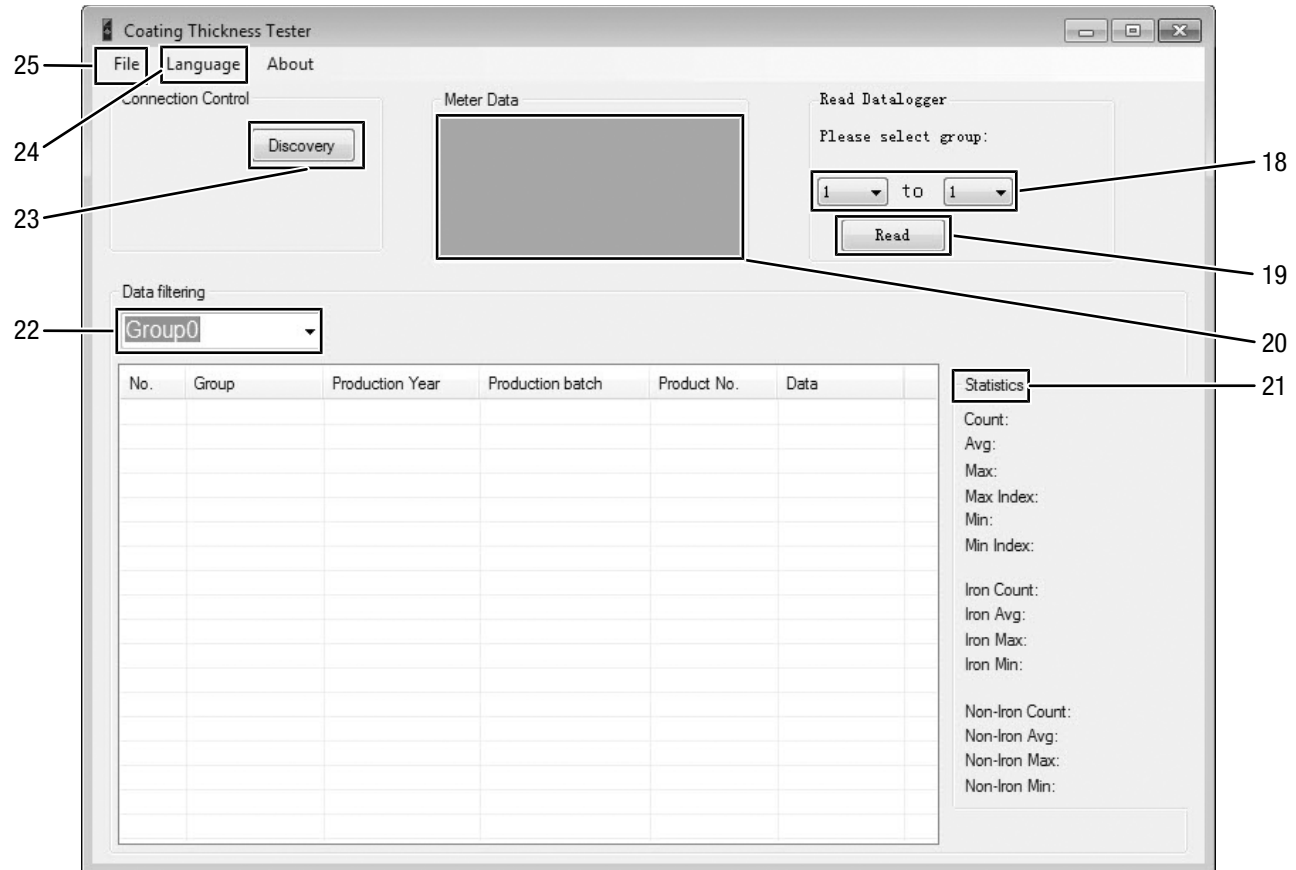 Coating Thickness Tester
25
File Language About
Connection Control
Meter Data
Read Datalogger
Please select group:
24
Discovery
18
1 to 1
23
Read
19
Data filtering
22
Group0
20
No. Group Production Year Production batch Product No. Data
Statistics
21
Count:
Avg:
Max:
Max Index:
Min:
Min Index:
Iron Count:
Iron Avg:
Iron Max:
Iron Min:
Non-Iron Count:
Non-Iron Avg:
Non-Iron Max:
Non-Iron Min: